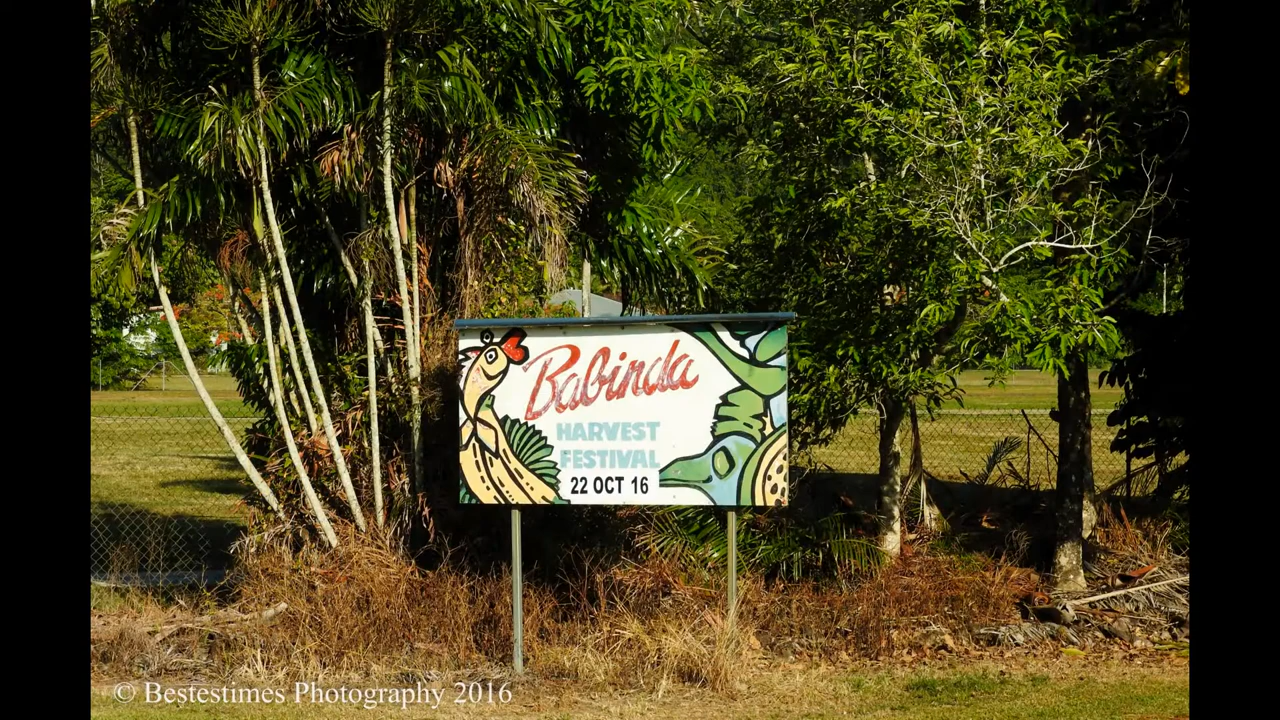 Babinda
HARVEST
FESTIVAL
22 OCT 16
© Bestestimes Photography 2016